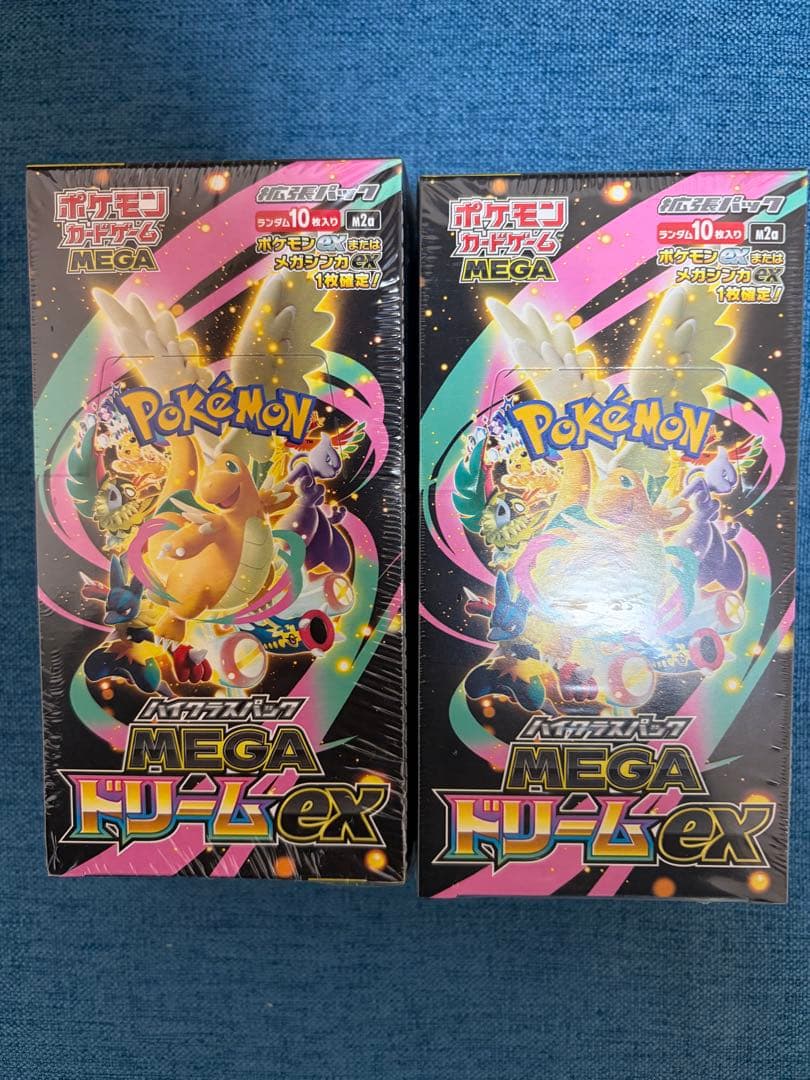 ポケモン
カードゲーム
MEGA
拡張パック
ランダム10枚入り M2a
ポケモンexまたは
メガシンカex
1枚確定!
POKéMON
ハイクラスパック
MEGA
ドリームex
ポケモン
カードゲーム
MEGA
拡張パック
ランダム10枚入り M2a
ポケモンexまたは
メガシンカex
1枚確定!
POKéMON
ハイクラスパック
MEGA
ドリームex